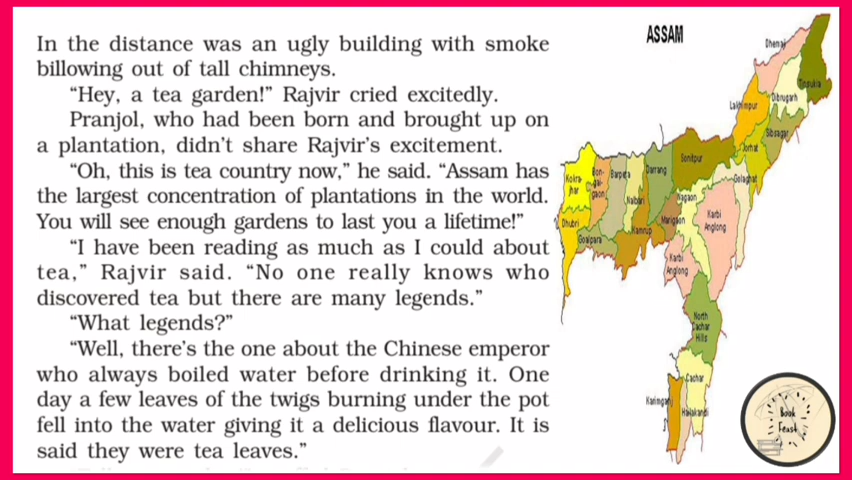 In the distance was an ugly building with smoke
billowing out of tall chimneys.
“Hey, a tea garden!” Rajvir cried excitedly.
Pranjol, who had been born and brought up on
a plantation, didn’t share Rajvir’s excitement.
“Oh, this is tea country now,” he said. “Assam has
the largest concentration of plantations in the world.
You will see enough gardens to last you a lifetime!”
“I have been reading as much as I could about
tea,” Rajvir said. “No one really knows who
discovered tea but there are many legends.”
“What legends?”
“Well, there’s the one about the Chinese emperor
who always boiled water before drinking it. One
day a few leaves of the twigs burning under the pot
fell into the water giving it a delicious flavour. It is
said they were tea leaves.”
ASSAM
Dhemaji
Tinsukia
Dibrugarh
Lakhimpur
Sibsagar
Jorhat
Golaghat
Sonitpur
Kokra-
jhar
Bon-
gai-
gaon
Barpeta
Nalbari
Darrang
Nagaon
Marigaon
Karbi
Anglong
Dhubri
Goalpara
Kamrup
Karbi
Anglong
North
Cachar
Hills
Cachar
Karimganj
Hailakandi
Book
Feast